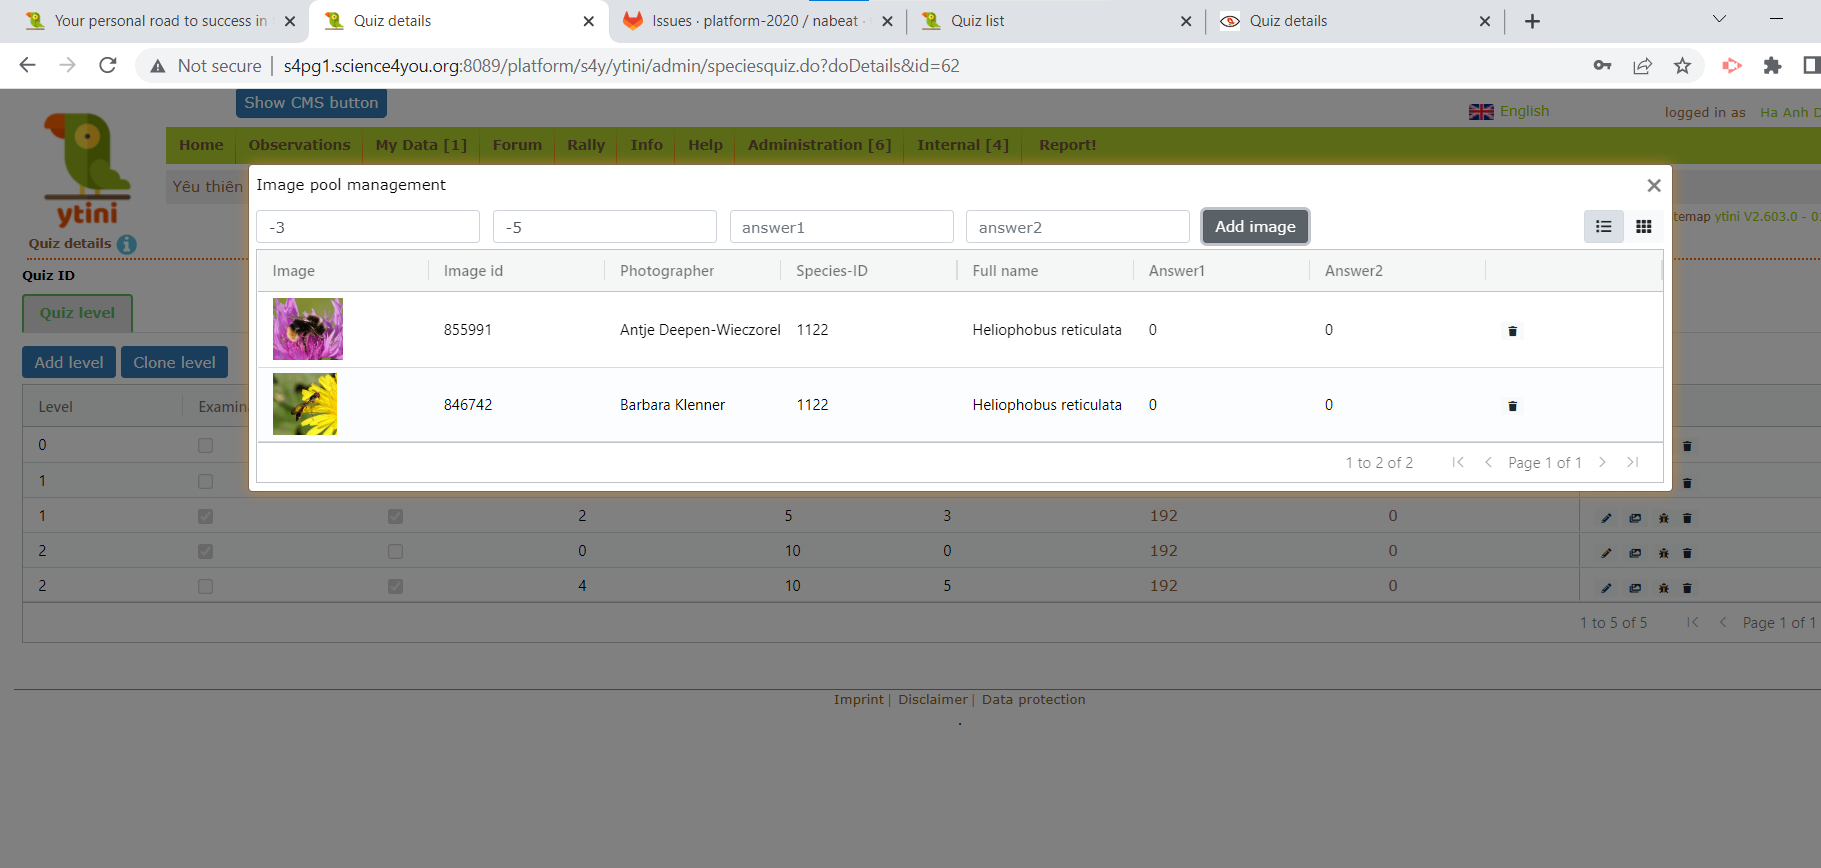 Your personal road to success in
Quiz details
Issues · platform-2020 / nabeat ·
Quiz list
Quiz details
Not secure
s4pg1.science4you.org:8089/platform/s4y/ytini/admin/speciesquiz.do?doDetails&id=62
Show CMS button
English
logged in as Ha Anh D
Home Observations My Data [1] Forum Rally Info Help Administration [6] Internal [4] Report!
Yêu thiên
ytini
temap ytini V2.603.0 - 0
Quiz details
Quiz ID
Quiz level
Add level Clone level
Image pool management
-3 -5 answer1 answer2 Add image
Image Image id Photographer Species-ID Full name Answer1 Answer2
855991 Antje Deepen-Wieczorel 1122 Heliophobus reticulata 0 0
846742 Barbara Klenner 1122 Heliophobus reticulata 0 0
1 to 2 of 2 Page 1 of 1
Level Examina
0
1
1 2 5 3 192 0
2 0 10 0 192 0
2 4 10 5 192 0
1 to 5 of 5 Page 1 of 1
Imprint | Disclaimer | Data protection
.